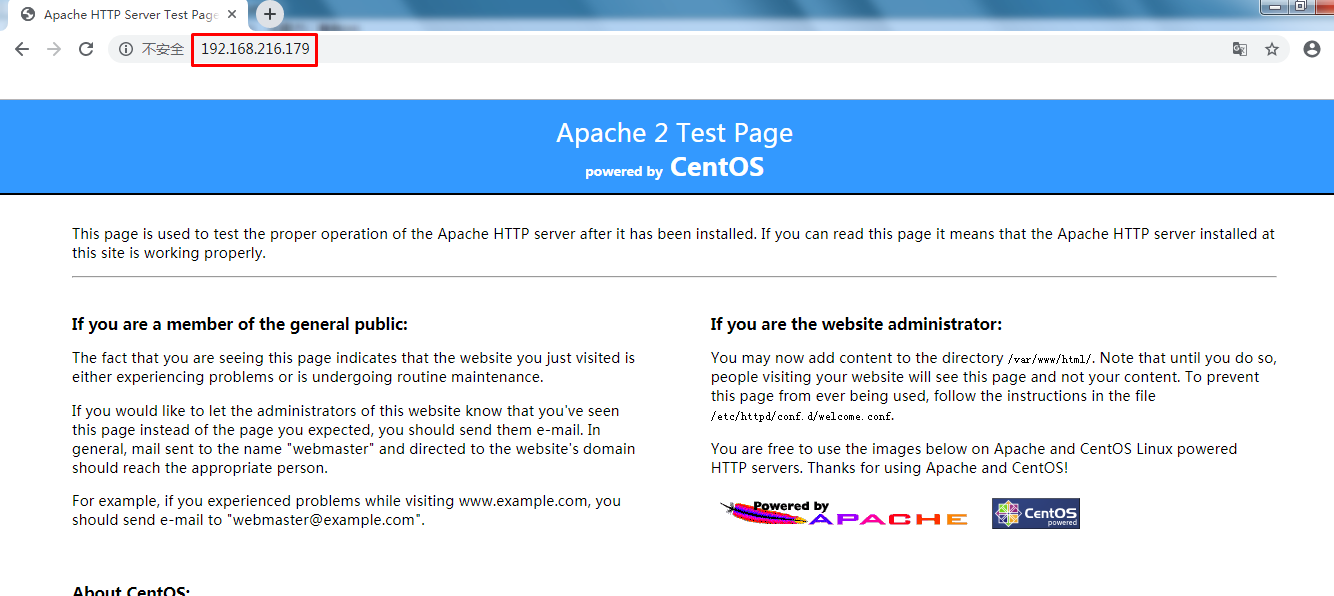 Apache HTTP Server Test Page
不安全 192.168.216.179
Apache 2 Test Page
powered by CentOS
This page is used to test the proper operation of the Apache HTTP server after it has been installed. If you can read this page it means that the Apache HTTP server installed at
this site is working properly.
If you are a member of the general public:
The fact that you are seeing this page indicates that the website you just visited is
either experiencing problems or is undergoing routine maintenance.
If you would like to let the administrators of this website know that you've seen
this page instead of the page you expected, you should send them e-mail. In
general, mail sent to the name "webmaster" and directed to the website's domain
should reach the appropriate person.
For example, if you experienced problems while visiting www.example.com, you
should send e-mail to "webmaster@example.com".
If you are the website administrator:
You may now add content to the directory /var/www/html/. Note that until you do so,
people visiting your website will see this page and not your content. To prevent
this page from ever being used, follow the instructions in the file
/etc/httpd/conf.d/welcome.conf.
You are free to use the images below on Apache and CentOS Linux powered
HTTP servers. Thanks for using Apache and CentOS!
Powered by
APACHE
CentOS
powered
About CentOS: